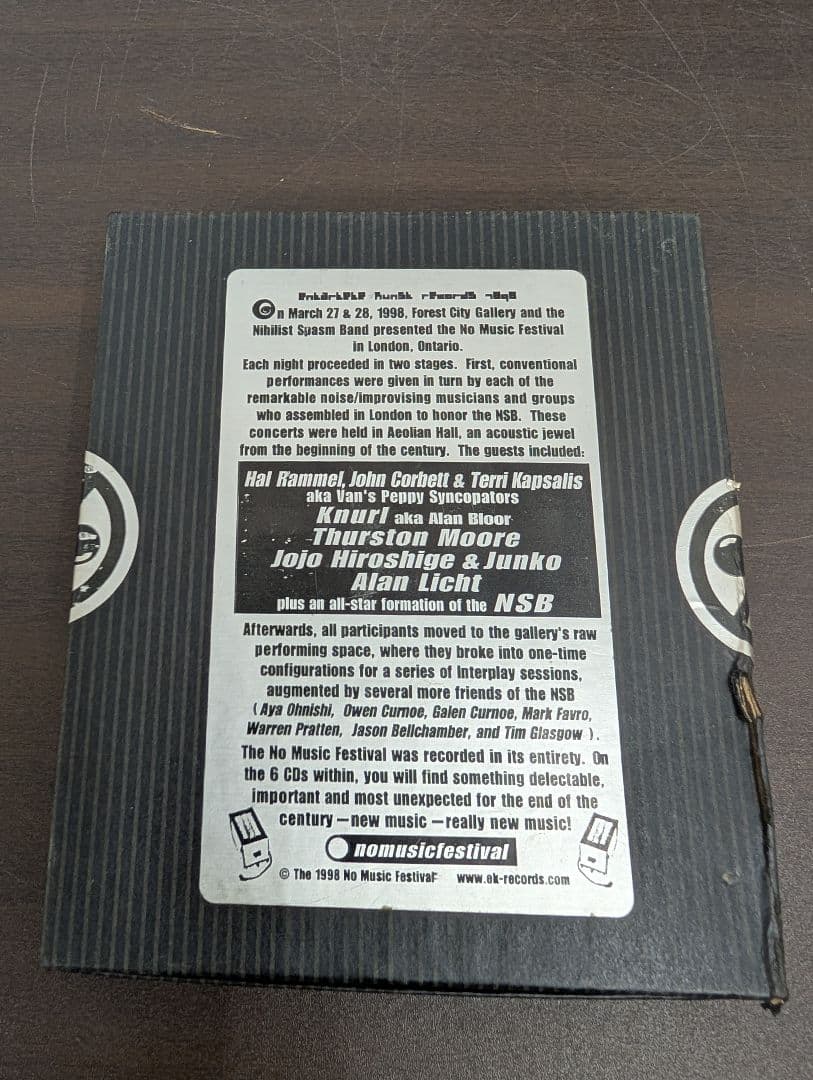 On March 27 & 28, 1998, Forest City Gallery and the
Nihilist Spasm Band presented the No Music Festival
in London, Ontario.
Each night proceeded in two stages. First, conventional
performances were given in turn by each of the
remarkable noise/improvising musicians and groups
who assembled in London to honor the NSB. These
concerts were held in Aeolian Hall, an acoustic jewel
from the beginning of the century. The guests included:
Hal Rammel, John Corbett & Terri Kapsalis
aka Van's Peppy Syncopators
Knurl aka Alan Bloor
Thurston Moore
Jojo Hiroshige & Junko
Alan Licht
plus an all-star formation of the NSB
Afterwards, all participants moved to the gallery's raw
performing space, where they broke into one-time
configurations for a series of Interplay sessions,
augmented by several more friends of the NSB
(Aya Ohnishi, Owen Curnoe, Galen Curnoe, Mark Favro,
Warren Pratten, Jason Bellchamber, and Tim Glasgow ).
The No Music Festival was recorded in its entirety. On
the 6 CDs within, you will find something delectable,
important and most unexpected for the end of the
century—new music—really new music!
nomusicfestival
© The 1998 No Music Festival www.ek-records.com